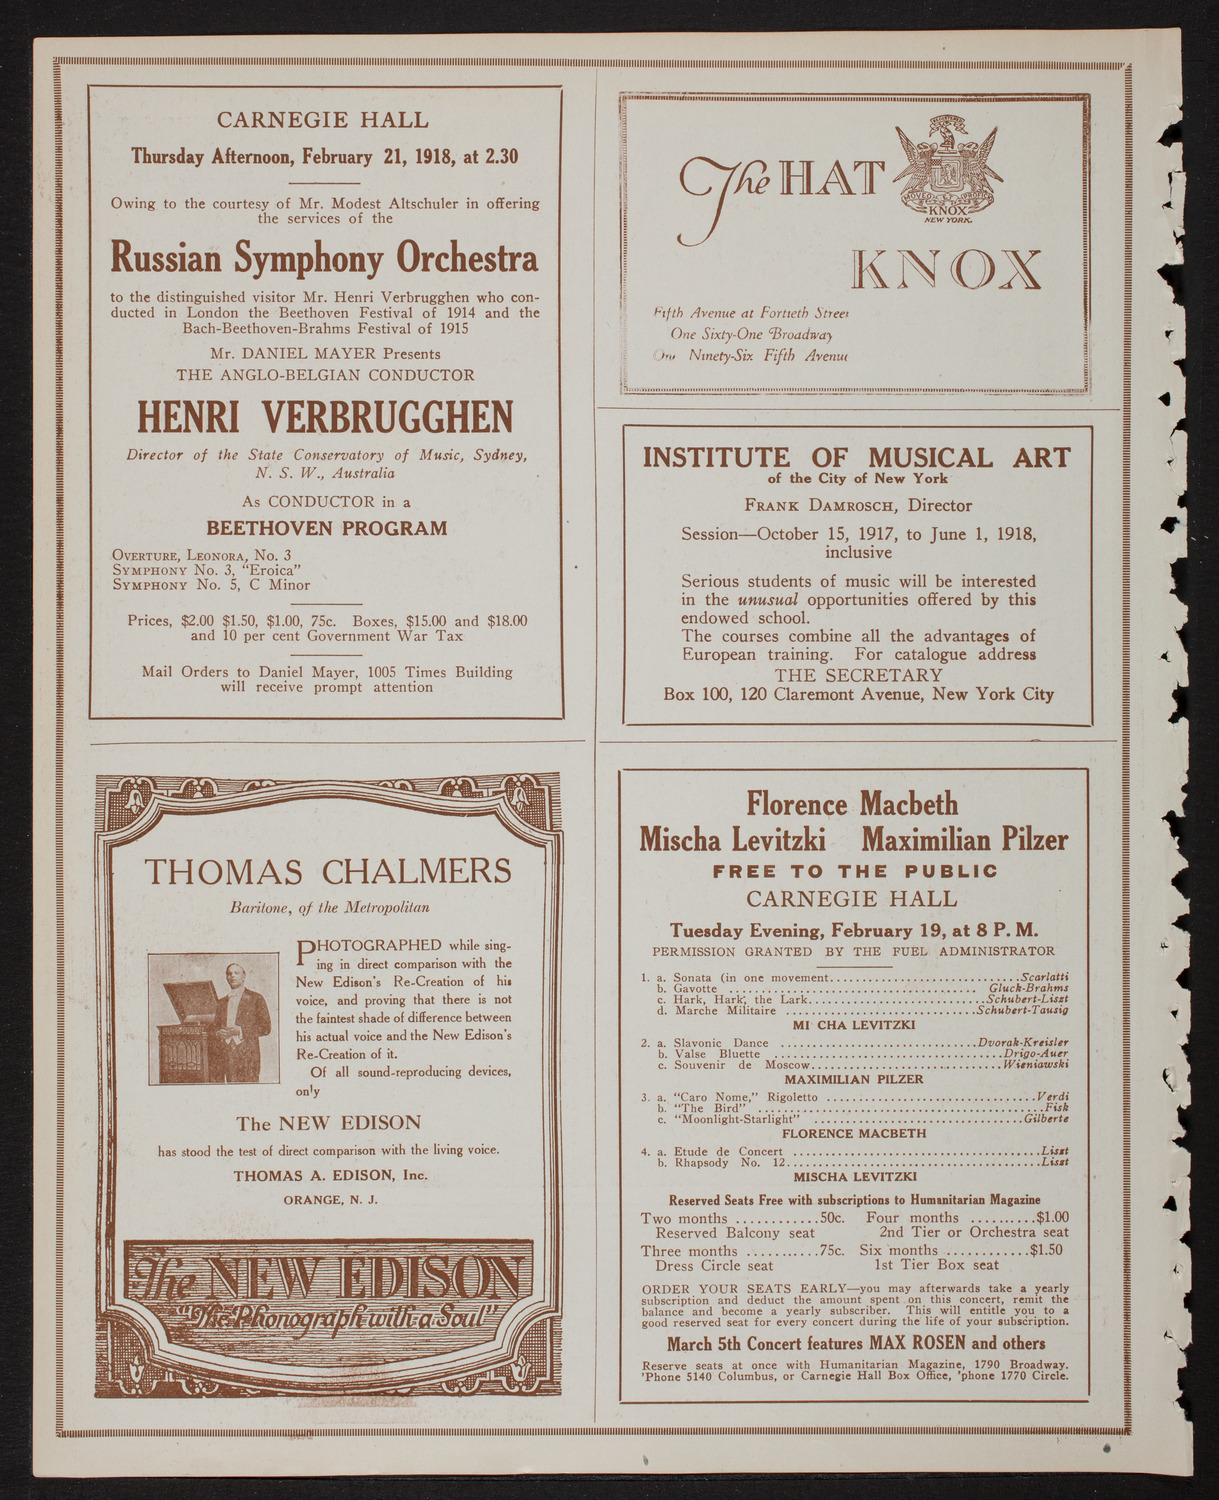 CARNEGIE HALL
Thursday Afternoon, February 21, 1918, at 2.30
Owing to the courtesy of Mr. Modest Altschuler in offering
the services of the
Russian Symphony Orchestra
to the distinguished visitor Mr. Henri Verbrugghen who con-
ducted in London the Beethoven Festival of 1914 and the
Bach-Beethoven-Brahms Festival of 1915
Mr. DANIEL MAYER Presents
THE ANGLO-BELGIAN CONDUCTOR
HENRI VERBRUGGHEN
Director of the State Conservatory of Music, Sydney,
N. S. W., Australia
As CONDUCTOR in a
BEETHOVEN PROGRAM
OVERTURE, LEONORA, NO. 3
SYMPHONY NO. 3, "Eroica"
SYMPHONY NO. 5, C Minor
Prices, $2.00 $1.50, $1.00, 75c. Boxes, $15.00 and $18.00
and 10 per cent Government War Tax
Mail Orders to Daniel Mayer, 1005 Times Building
will receive prompt attention
THOMAS CHALMERS
Baritone, of the Metropolitan
PHOTOGRAPHED while sing-
ing in direct comparison with the
New Edison's Re-Creation of his
voice, and proving that there is not
the faintest shade of difference between
his actual voice and the New Edison's
Re-Creation of it.
Of all sound-reproducing devices,
only
The NEW EDISON
has stood the test of direct comparison with the living voice.
THOMAS A. EDISON, Inc.
ORANGE, N. J.
The NEW EDISON
"The Phonograph with a Soul"
The HAT
KNOX
NEW YORK.
KNOX
Fifth Avenue at Fortieth Street
One Sixty-One Broadway
One Ninety-Six Fifth Avenue
INSTITUTE OF MUSICAL ART
of the City of New York
FRANK DAMROSCH, Director
Session—October 15, 1917, to June 1, 1918,
inclusive
Serious students of music will be interested
in the unusual opportunities offered by this
endowed school.
The courses combine all the advantages of
European training. For catalogue address
THE SECRETARY
Box 100, 120 Claremont Avenue, New York City
Florence Macbeth
Mischa Levitzki Maximilian Pilzer
FREE TO THE PUBLIC
CARNEGIE HALL
Tuesday Evening, February 19, at 8 P. M.
PERMISSION GRANTED BY THE FUEL ADMINISTRATOR
1. a. Sonata (in one movement..........................Scarlatti
b. Gavotte .................................. Gluck-Brahms
c. Hark, Hark, the Lark..........................Schubert-Liszt
d. Marche Militaire ............................Schubert-Tausig
MI CHA LEVITZKI
2. a. Slavonic Dance .............................Dvorak-Kreisler
b. Valse Bluette .................................Drigo-Auer
c. Souvenir de Moscow................................Wieniawski
MAXIMILIAN PILZER
3. a. "Caro Nome," Rigoletto ...............................Verdi
b. "The Bird" ..........................................Fisk
c. "Moonlight-Starlight" ..............................Gilberte
FLORENCE MACBETH
4. a. Etude de Concert .....................................Liszt
b. Rhapsody No. 12.....................................Liszt
MISCHA LEVITZKI
Reserved Seats Free with subscriptions to Humanitarian Magazine
Two months ............50c. Four months ..........$1.00
Reserved Balcony seat 2nd Tier or Orchestra seat
Three months ...........75c. Six months ............$1.50
Dress Circle seat 1st Tier Box seat
ORDER YOUR SEATS EARLY—you may afterwards take a yearly
subscription and deduct the amount spent on this concert, remit the
balance and become a yearly subscriber. This will entitle you to a
good reserved seat for every concert during the life of your subscription.
March 5th Concert features MAX ROSEN and others
Reserve seats at once with Humanitarian Magazine, 1790 Broadway.
'Phone 5140 Columbus, or Carnegie Hall Box Office, 'phone 1770 Circle.